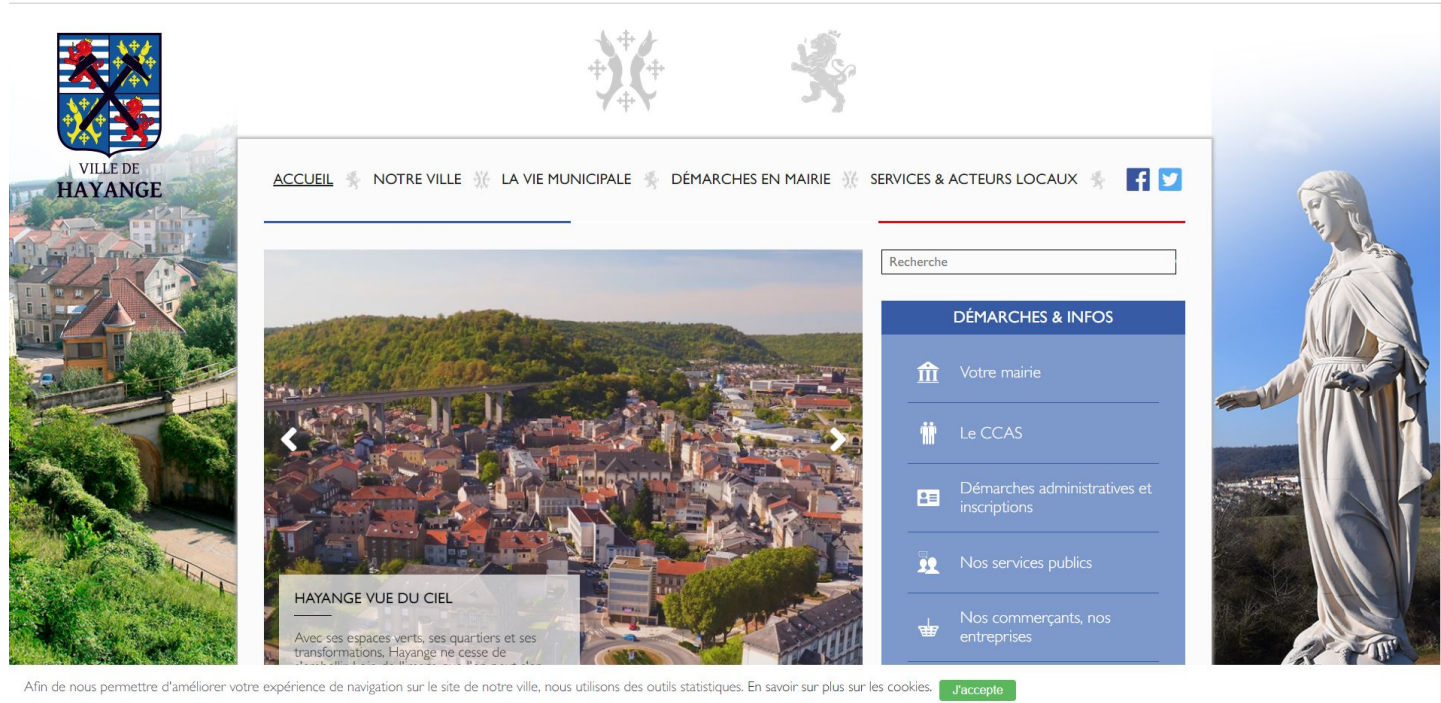 VILLE DE
HAYANGE
ACCUEIL NOTRE VILLE LA VIE MUNICIPALE DÉMARCHES EN MAIRIE SERVICES & ACTEURS LOCAUX
Recherche
DÉMARCHES & INFOS
Votre mairie
Le CCAS
Démarches administratives et
inscriptions
Nos services publics
Nos commerçants, nos
entreprises
HAYANGE VUE DU CIEL
Avec ses espaces verts, ses quartiers et ses
transformations, Hayange ne cesse de
Afin de nous permettre d'améliorer votre expérience de navigation sur le site de notre ville, nous utilisons des outils statistiques. En savoir sur plus sur les cookies. J'accepte